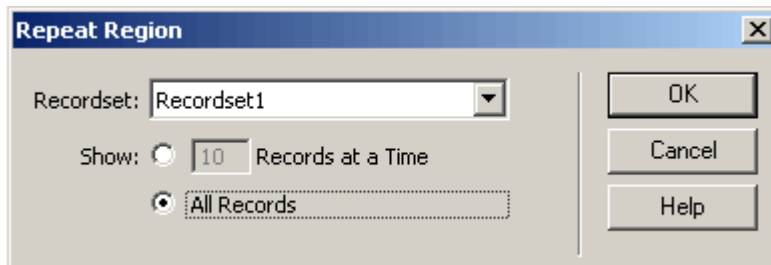 Repeat Region
Recordset: Recordset1
OK
Show: 10 Records at a Time
Cancel
All Records
Help